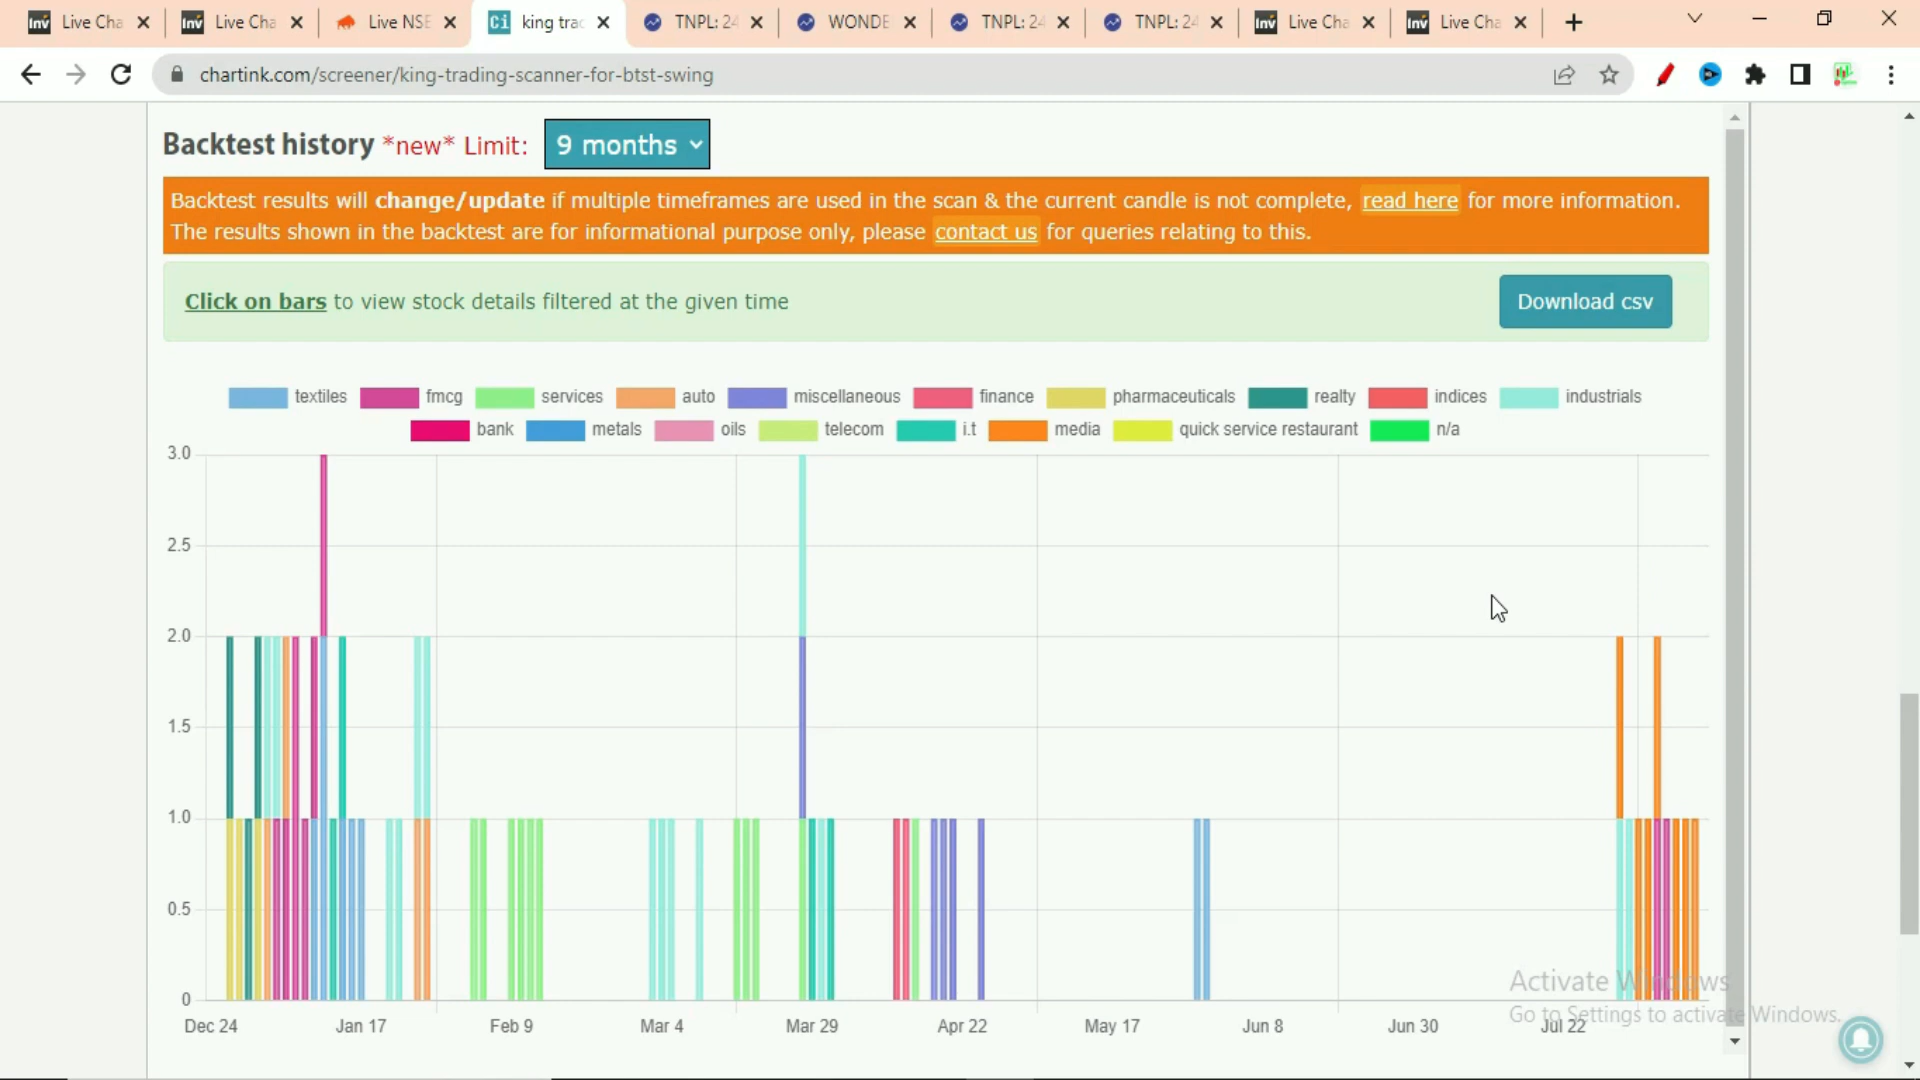 Live Cha
Live Cha
Live NSE
Ci king trac
TNPL: 24
WONDE
TNPL: 24
TNPL: 24
Live Cha
Live Cha
chartink.com/screener/king-trading-scanner-for-btst-swing
Backtest history *new* Limit: 9 months
Backtest results will change/update if multiple timeframes are used in the scan & the current candle is not complete, read here for more information.
The results shown in the backtest are for informational purpose only, please contact us for queries relating to this.
Click on bars to view stock details filtered at the given time
Download csv
textiles fmcg services auto miscellaneous finance pharmaceuticals realty indices industrials
bank metals oils telecom i.t media quick service restaurant n/a
3.0
2.5
2.0
1.5
1.0
0.5
0
Dec 24 Jan 17 Feb 9 Mar 4 Mar 29 Apr 22 May 17 Jun 8 Jun 30 Jul 22
Activate Windows
Go to Settings to activate Windows.